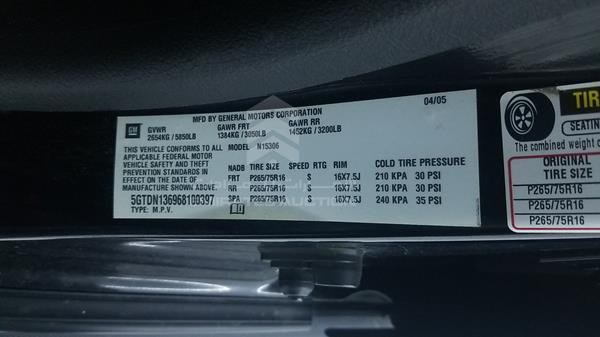 MFD BY GENERAL MOTORS CORPORATION
04/05
GM
GVWR GAWR FRT GAWR RR
2654KG / 5850LB 1384KG / 3050LB 1452KG / 3200LB
THIS VEHICLE CONFORMS TO ALL MODEL N15306
APPLICABLE FEDERAL MOTOR
VEHICLE SAFETY AND THEFT
PREVENTION STANDARDS IN
EFFECT ON THE DATE OF
MANUFACTURE SHOWN ABOVE.
5GTDN136968100397
TYPE: M.P.V.
NADB TIRE SIZE SPEED RTG RIM COLD TIRE PRESSURE
FRT P265/75R16 S 16X7.5J 210 KPA 30 PSI
RR P265/75R16 S 16X7.5J 210 KPA 30 PSI
SPA P265/75R16 S 16X7.5J 240 KPA 35 PSI
EMIRATES AUCTION
TIR
SEATING
The combined weight o
ORIGINAL
TIRE SIZE
P265/75R16
P265/75R16
P265/75R16